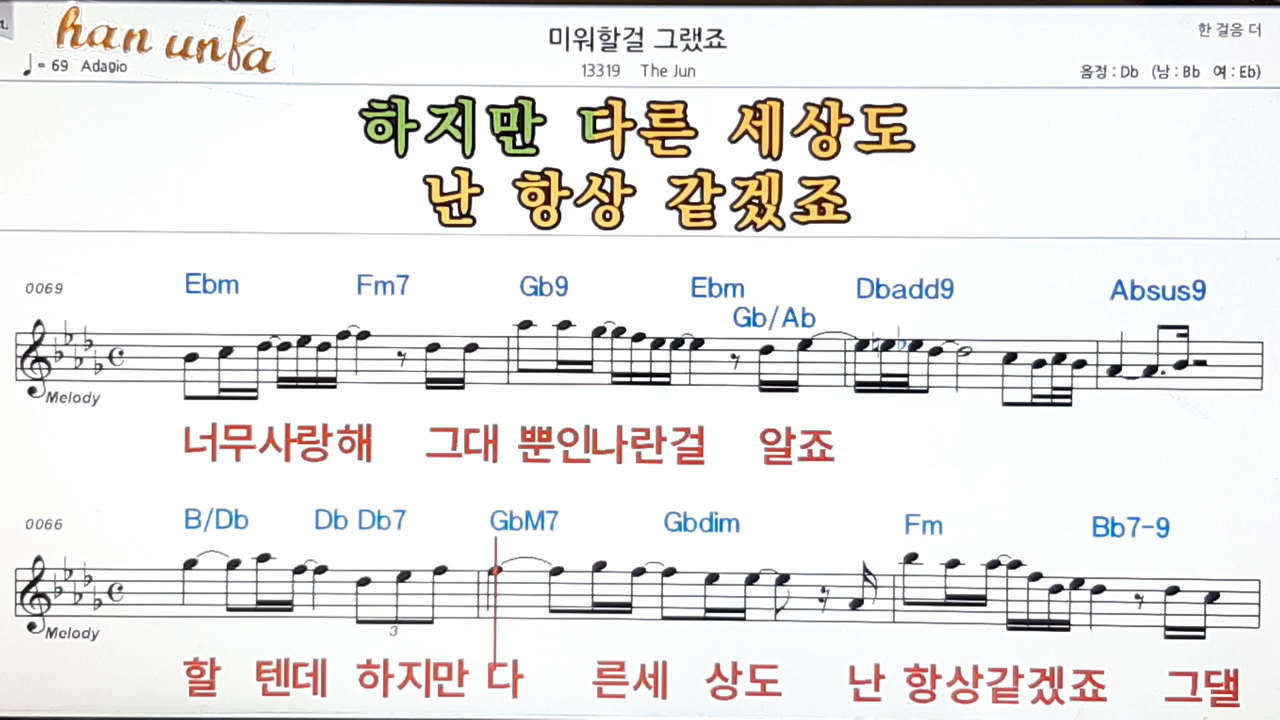 han unfa
미워할걸 그랬죠
한 걸음 더
♩= 69 Adagio
13319 The Jun
음정 : Db (남 : Bb 여 : Eb)
하지만 다른 세상도
난 항상 같겠죠
0069 Ebm Fm7 Gb9 Ebm Gb/Ab Dbadd9 Absus9
Melody
너무사랑해 그대 뿐인나란걸 알죠
0066 B/Db Db Db7 GbM7 Gbdim Fm Bb7-9
Melody
3
할 텐데 하지만 다 른세 상도 난 항상같겠죠 그댈